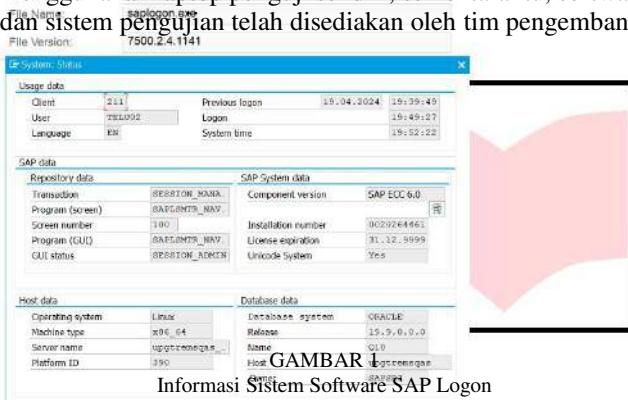 dan sistem pengujian telah disediakan oleh tim pengemban
File Name: saplogon.exe
File Version: 7500.2.4.1141
System: Status
Usage data
Client 211 Previous logon 19.04.2024 19:39:49
User TELU02 Logon 19:49:27
Language EN System time 19:52:22
SAP data
Repository data SAP System data
Transaction SESSION_MANA. Component version SAP ECC 6.0
Program (screen) SAPLSMTR_NAV.
Screen number 100 Installation number 0020264461
Program (GUI) SAPLSMTR_NAV. License expiration 31.12.9999
GUI status SESSION_ADMIN Unicode System Yes
Host data Database data
Operating system Linux Database system ORACLE
Machine type x86_64 Release 19.9.0.0.0
Server name upgtremsqas_. Name Q10
Platform ID 390 Host upgtremsqas
GAMBAR 1
Owner
Informasi Sistem Software SAP Logon